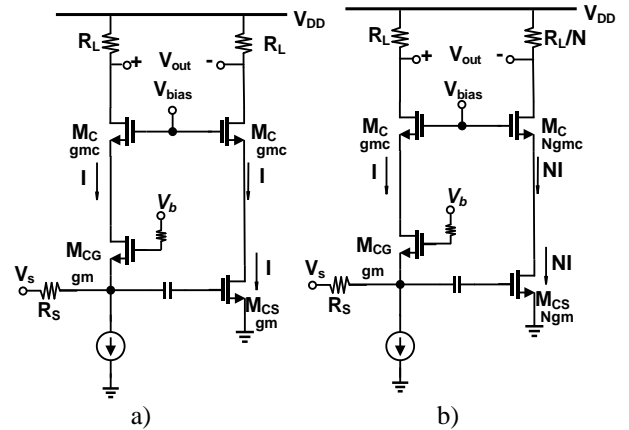 V_DD
R_L R_L
+ V_out -
V_bias
M_C gmc
M_C gmc
I I
V_b
M_CG gm
I
V_s
R_S
M_CS gm
a)
V_DD
R_L R_L/N
+ V_out -
V_bias
M_C gmc
M_C Ngmc
I NI
V_b
M_CG gm
NI
V_s
R_S
M_CS Ngm
b)